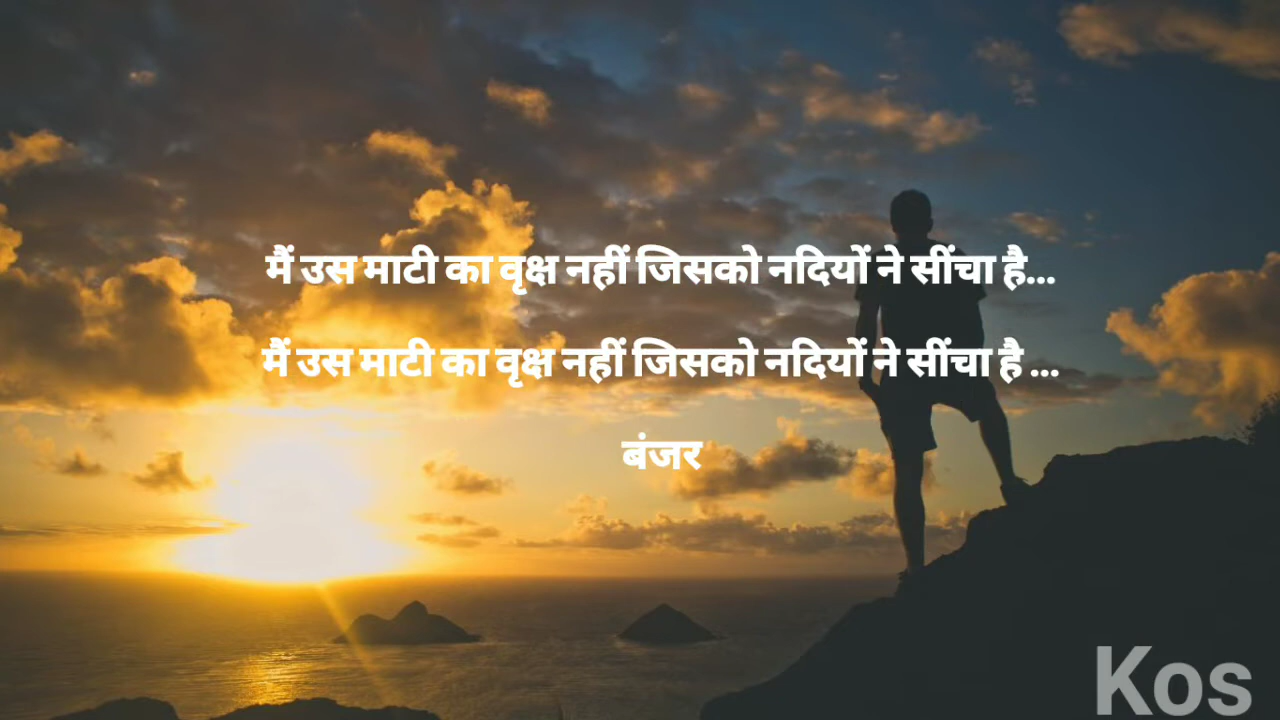 मैं उस माटी का वृक्ष नहीं जिसको नदियों ने सींचा है...
मैं उस माटी का वृक्ष नहीं जिसको नदियों ने सींचा है ...
बंजर
Kos